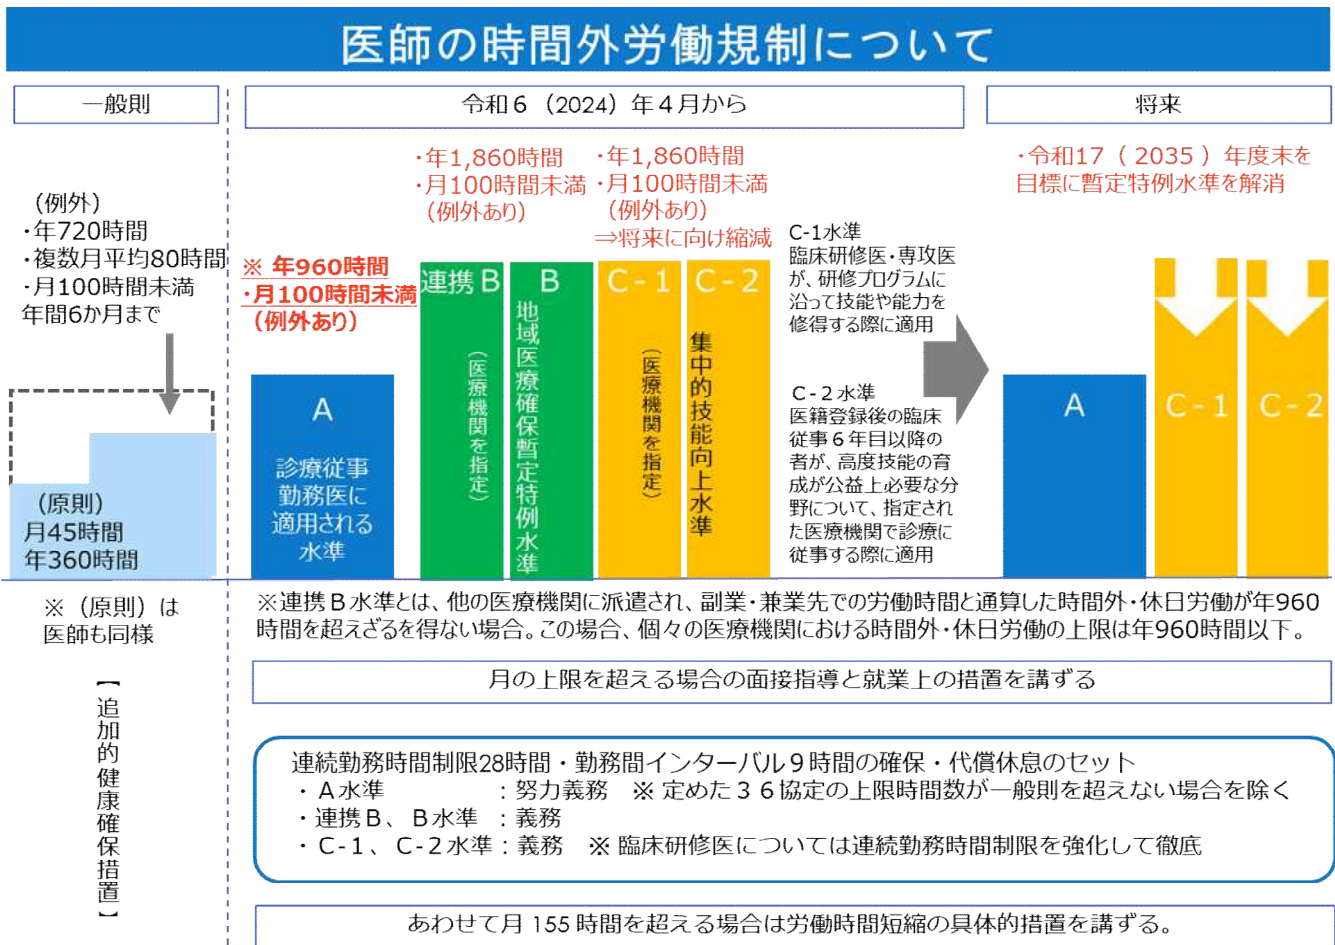 医師の時間外労働規制について
一般則
令和6（2024）年4月から
将来
（例外）
・年720時間
・複数月平均80時間
・月100時間未満
年間6か月まで
（原則）
月45時間
年360時間
※（原則）は
医師も同様
※ 年960時間
・月100時間未満
（例外あり）
A
診療従事
勤務医に
適用される
水準
・年1,860時間
・月100時間未満
（例外あり）
連携B
（医療機関を指定）
B
地域医療確保暫定特例水準
・年1,860時間
・月100時間未満
（例外あり）
⇒将来に向け縮減
C-1
（医療機関を指定）
C-2
集中的技能向上水準
C-1水準
臨床研修医・専攻医
が、研修プログラムに
沿って技能や能力を
修得する際に適用
C-2水準
医籍登録後の臨床
従事6年目以降の
者が、高度技能の育
成が公益上必要な分
野について、指定され
た医療機関で診療に
従事する際に適用
・令和17（2035）年度末を
目標に暫定特例水準を解消
A
C-1
C-2
※連携B水準とは、他の医療機関に派遣され、副業・兼業先での労働時間と通算した時間外・休日労働が年960
時間を超えざるを得ない場合。この場合、個々の医療機関における時間外・休日労働の上限は年960時間以下。
【追加的健康確保措置】
月の上限を超える場合の面接指導と就業上の措置を講ずる
連続勤務時間制限28時間・勤務間インターバル9時間の確保・代償休息のセット
・A水準　　　　：努力義務　※ 定めた３６協定の上限時間数が一般則を超えない場合を除く
・連携B、B水準：義務
・C-1、C-2水準：義務　※ 臨床研修医については連続勤務時間制限を強化して徹底
あわせて月 155 時間を超える場合は労働時間短縮の具体的措置を講ずる。